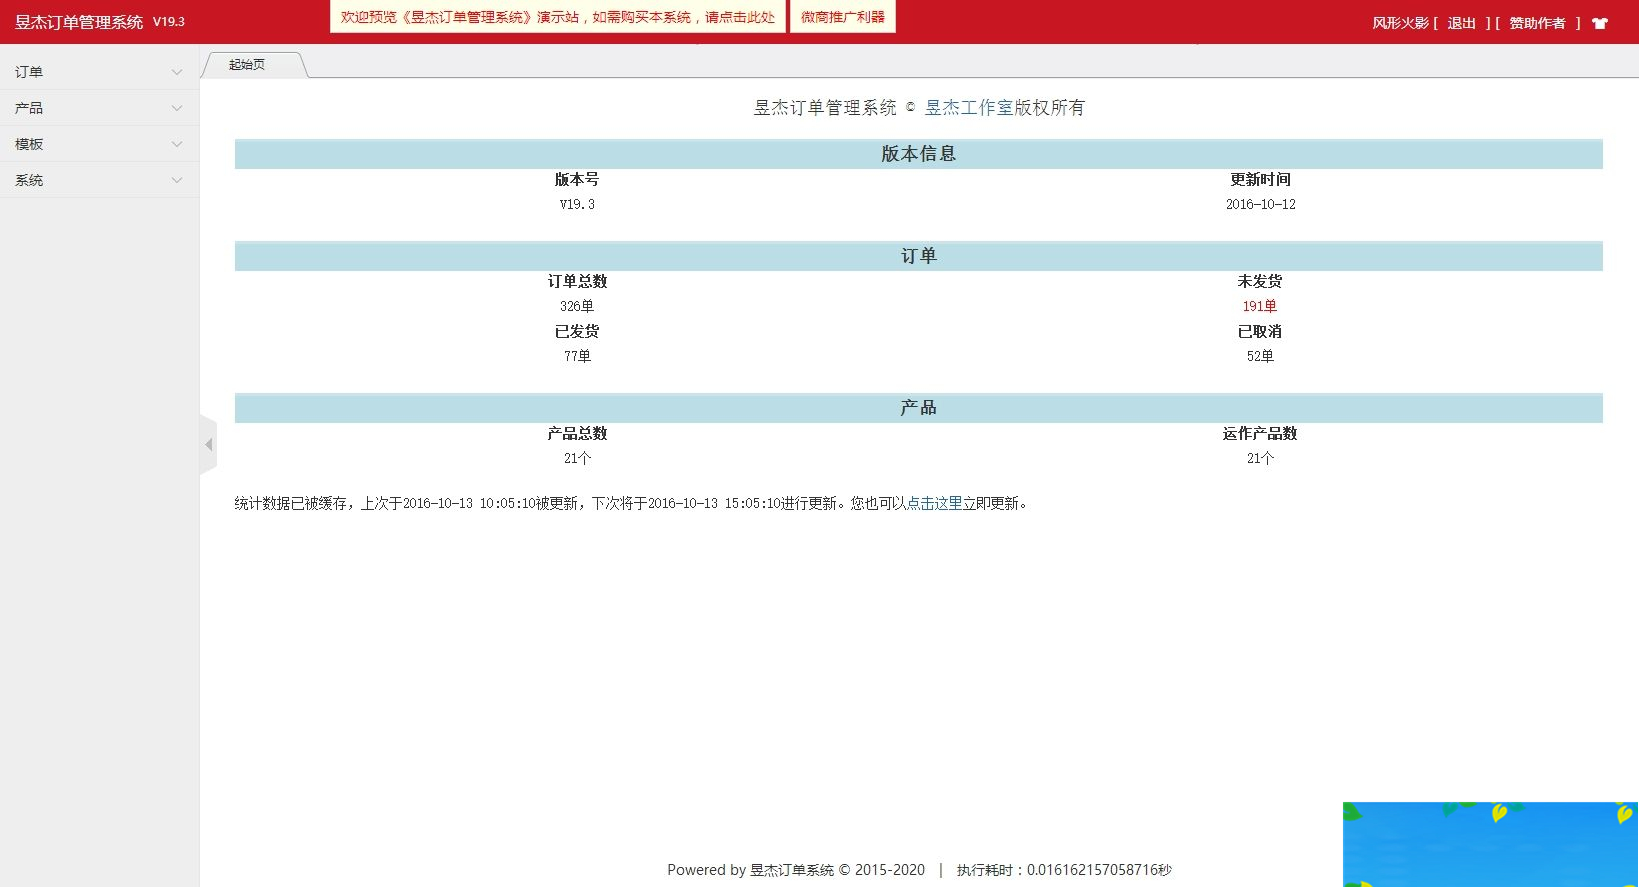 昱杰订单管理系统 V19.3
欢迎预览《昱杰订单管理系统》演示站，如需购买本系统，请点击此处
微商推广利器
风形火影 [ 退出 ] [ 赞助作者 ]
订单
产品
模板
系统
起始页
昱杰订单管理系统 © 昱杰工作室版权所有
版本信息
版本号 更新时间
V19.3 2016-10-12
订单
订单总数 未发货
326单 191单
已发货 已取消
77单 52单
产品
产品总数 运作产品数
21个 21个
统计数据已被缓存，上次于2016-10-13 10:05:10被更新，下次将于2016-10-13 15:05:10进行更新。您也可以点击这里立即更新。
Powered by 昱杰订单系统 © 2015-2020 | 执行耗时：0.016162157058716秒